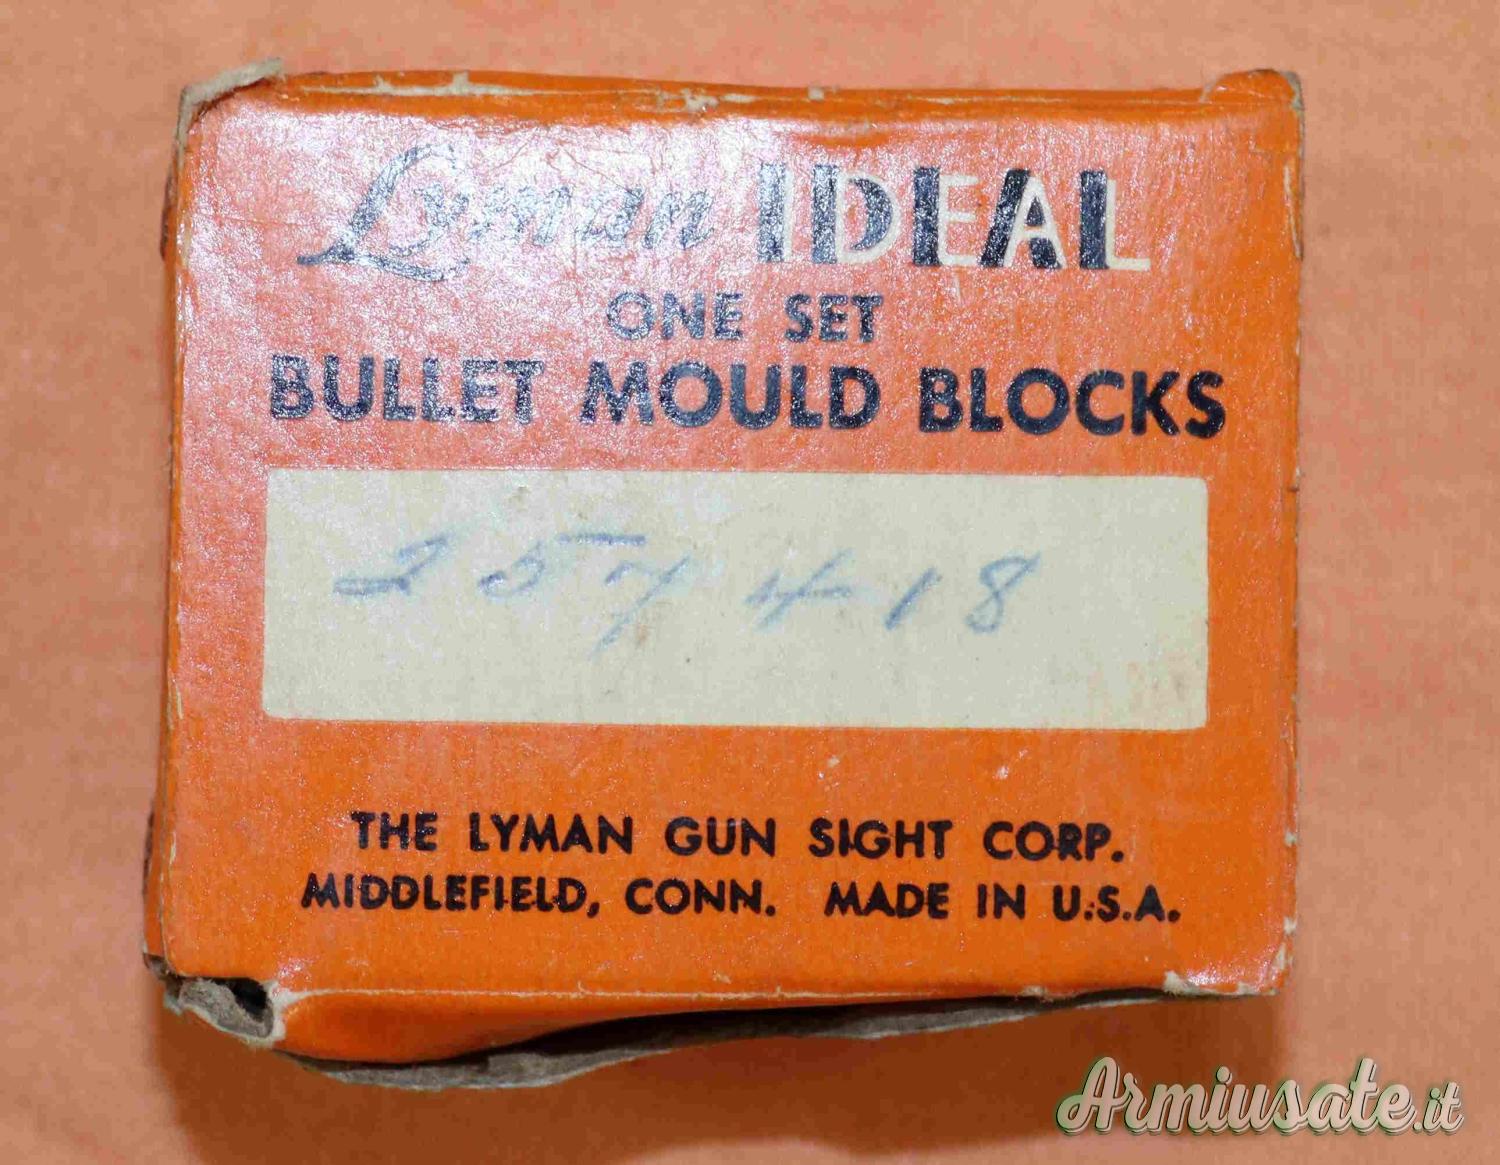 Lyman IDEAL
ONE SET
BULLET MOULD BLOCKS
257418
THE LYMAN GUN SIGHT CORP.
MIDDLEFIELD, CONN. MADE IN U.S.A.
Armiusate.it